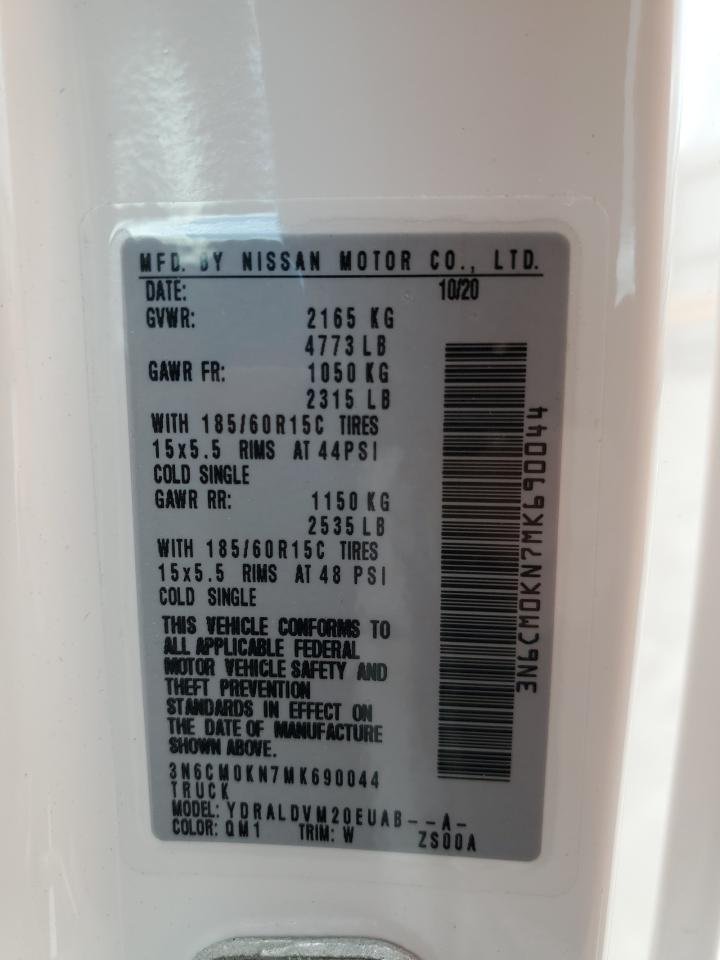 MFD. BY NISSAN MOTOR CO., LTD.
DATE: 10/20
GVWR: 2165 KG
4773 LB
GAWR FR: 1050 KG
2315 LB
WITH 185/60R15C TIRES
15x5.5 RIMS AT 44PSI
COLD SINGLE
GAWR RR: 1150 KG
2535 LB
WITH 185/60R15C TIRES
15x5.5 RIMS AT 48 PSI
COLD SINGLE
THIS VEHICLE CONFORMS TO
ALL APPLICABLE FEDERAL
MOTOR VEHICLE SAFETY AND
THEFT PREVENTION
STANDARDS IN EFFECT ON
THE DATE OF MANUFACTURE
SHOWN ABOVE.
3N6CM0KN7MK690044
TRUCK
MODEL: YDRALDVM20EUAB--A-
COLOR: QM1 TRIM: W ZS00A
3N6CM0KN7MK690044